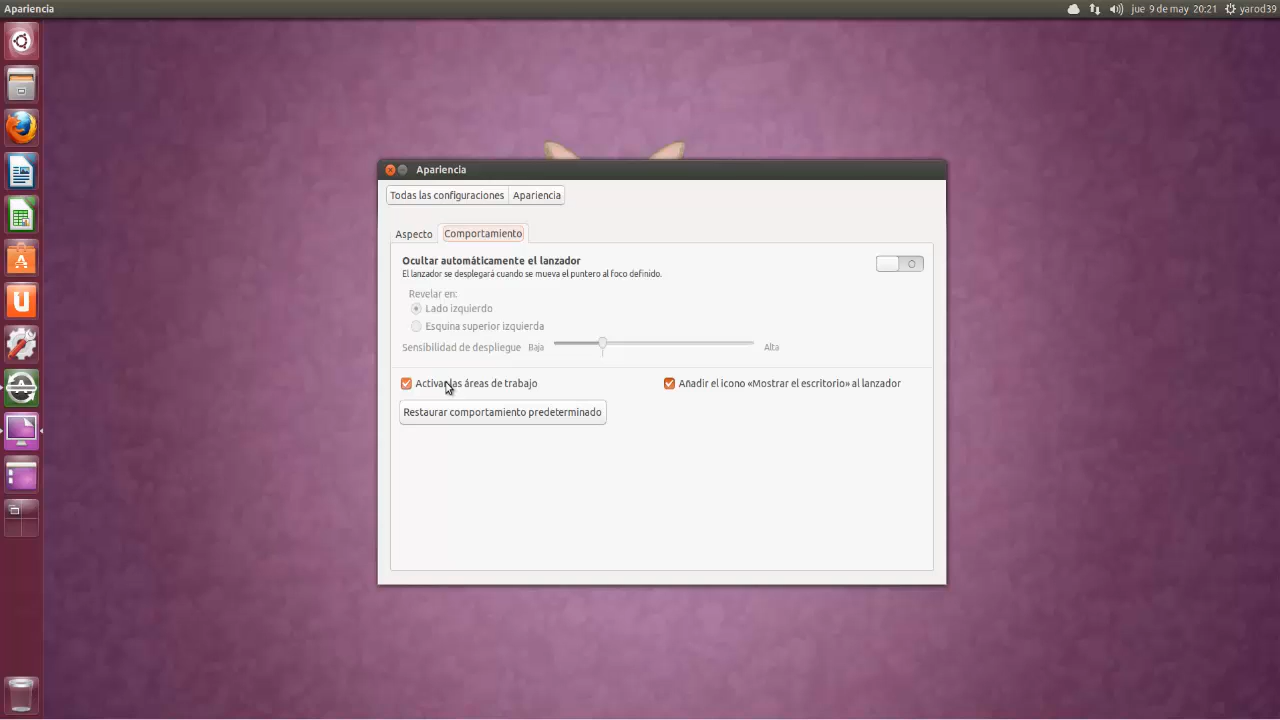 Apariencia
jue 9 de may 20:21
yarod39
Apariencia
Todas las configuraciones
Apariencia
Aspecto
Comportamiento
Ocultar automáticamente el lanzador
El lanzador se desplegará cuando se mueva el puntero al foco definido.
Revelar en:
Lado izquierdo
Esquina superior izquierda
Sensibilidad de despliegue
Baja
Alta
Activar las áreas de trabajo
Añadir el icono «Mostrar el escritorio» al lanzador
Restaurar comportamiento predeterminado